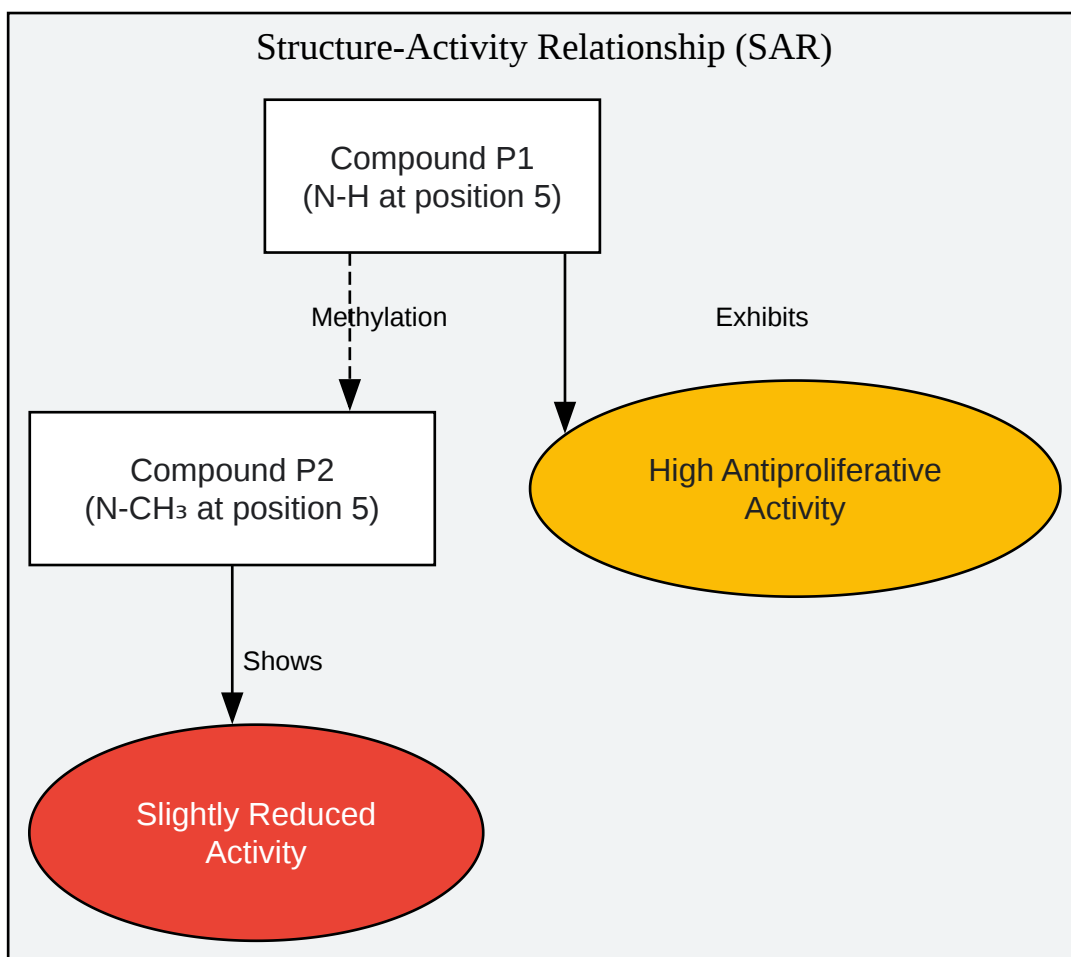 Structure-Activity Relationship (SAR)
Compound P1
(N-H at position 5)
Methylation
Exhibits
Compound P2
(N-CH₃ at position 5)
High Antiproliferative
Activity
Shows
Slightly Reduced
Activity